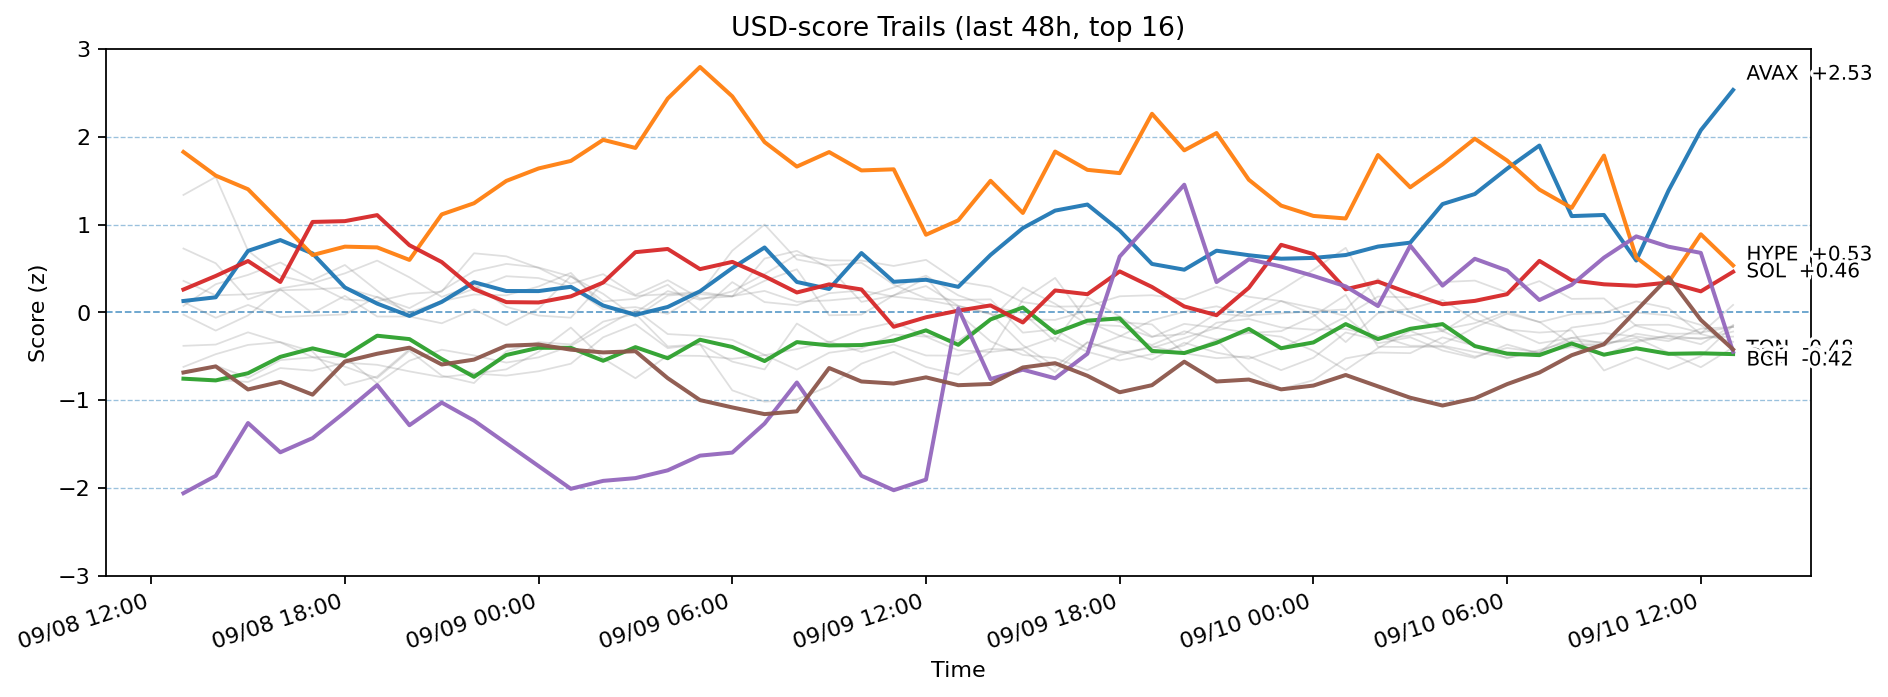 USD-score Trails (last 48h, top 16)
Score (z)
3
2
1
0
−1
−2
−3
AVAX +2.53
HYPE +0.53
SOL +0.46
BCH -0.42
09/08 12:00
09/08 18:00
09/09 00:00
09/09 06:00
09/09 12:00
09/09 18:00
09/10 00:00
09/10 06:00
09/10 12:00
Time